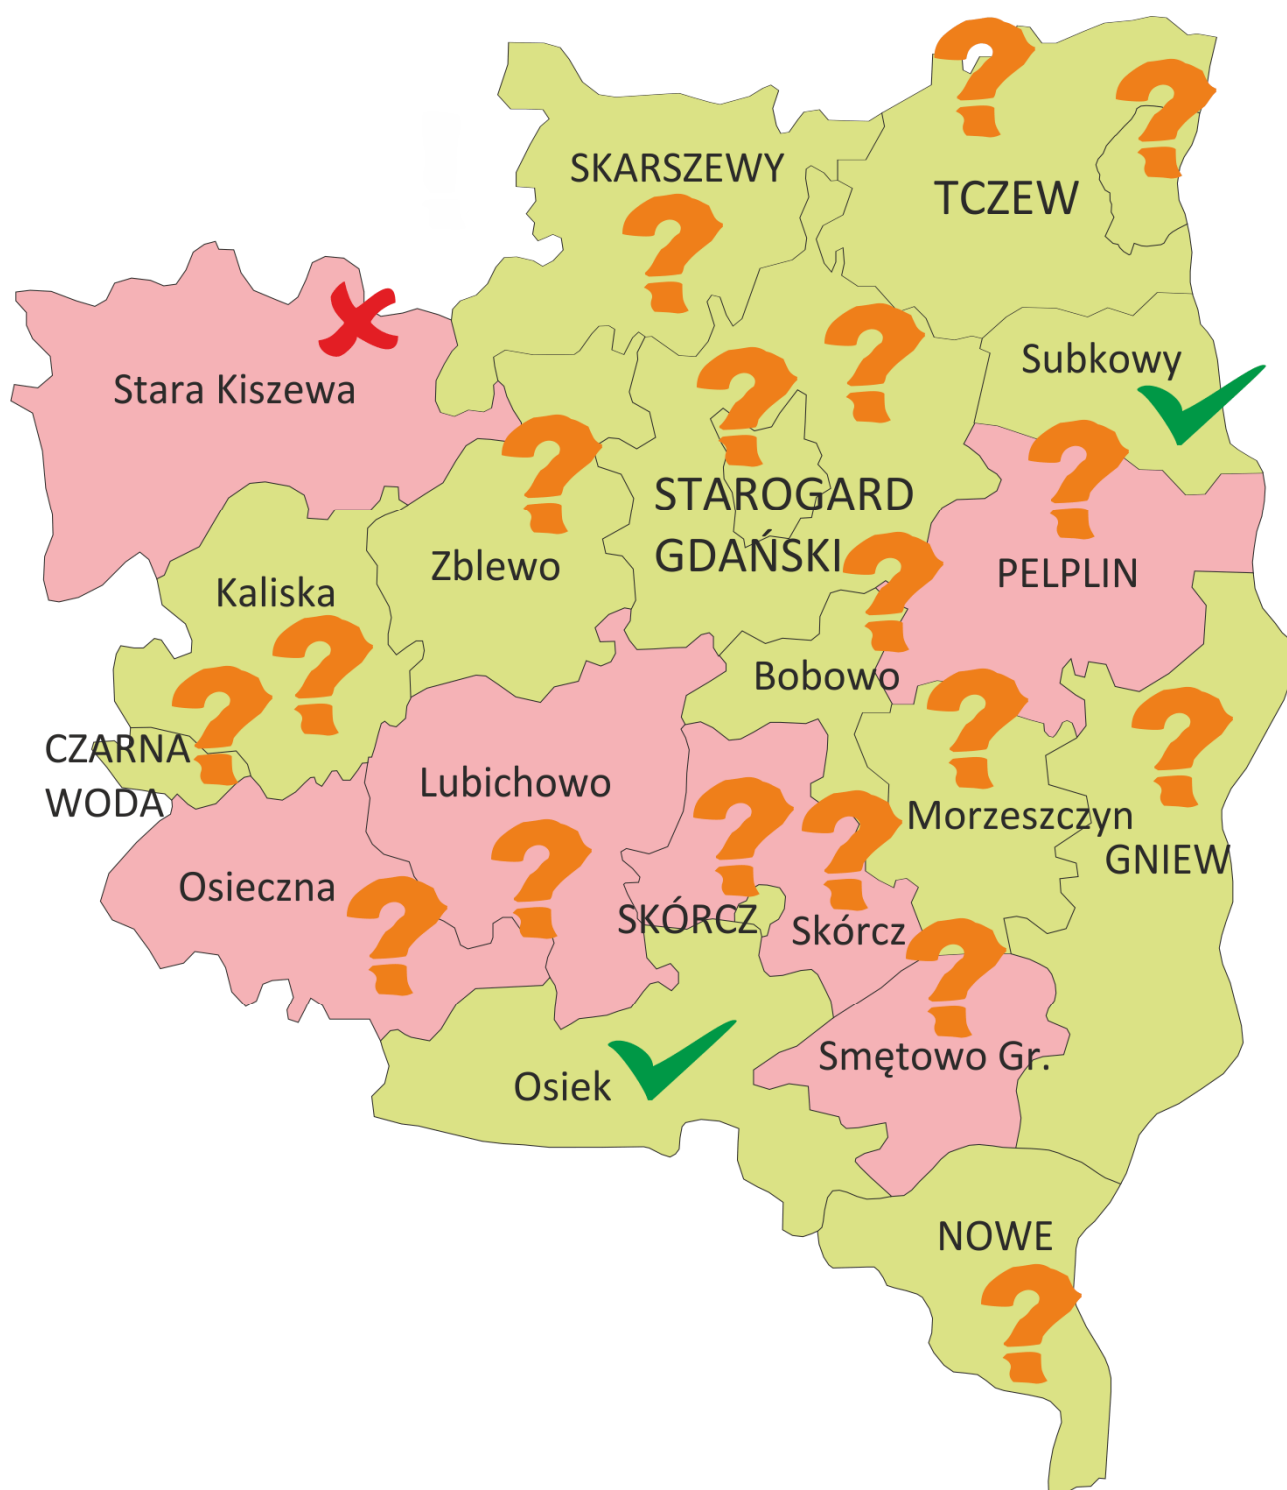 SKARSZEWY
TCZEW
Subkowy
Stara Kiszewa
STAROGARD
GDAŃSKI
Zblewo
PELPLIN
Kaliska
Bobowo
CZARNA
WODA
Lubichowo
Morzeszczyn
GNIEW
Osieczna
SKÓRCZ
Skórcz
Smętowo Gr.
Osiek
NOWE